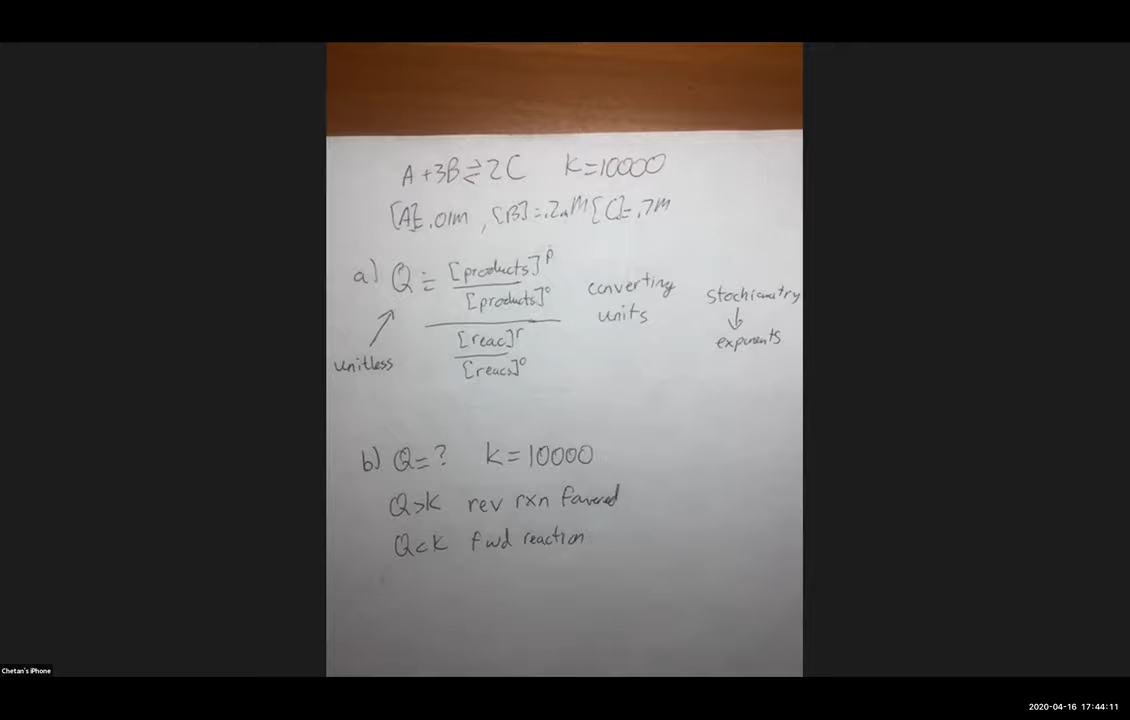 A + 3B ⇌ 2C K=10000
[A]=.01M , [B]=.2M [C]=.7M
a) Q = [products]^p
[products]°
[reac]^r
[reacs]°
converting
units
stochiometry
↓
exponents
unitless
b) Q=? K=10000
Q>K rev rxn favored
Q<K fwd reaction
Chetan's iPhone
2020-04-16 17:44:11